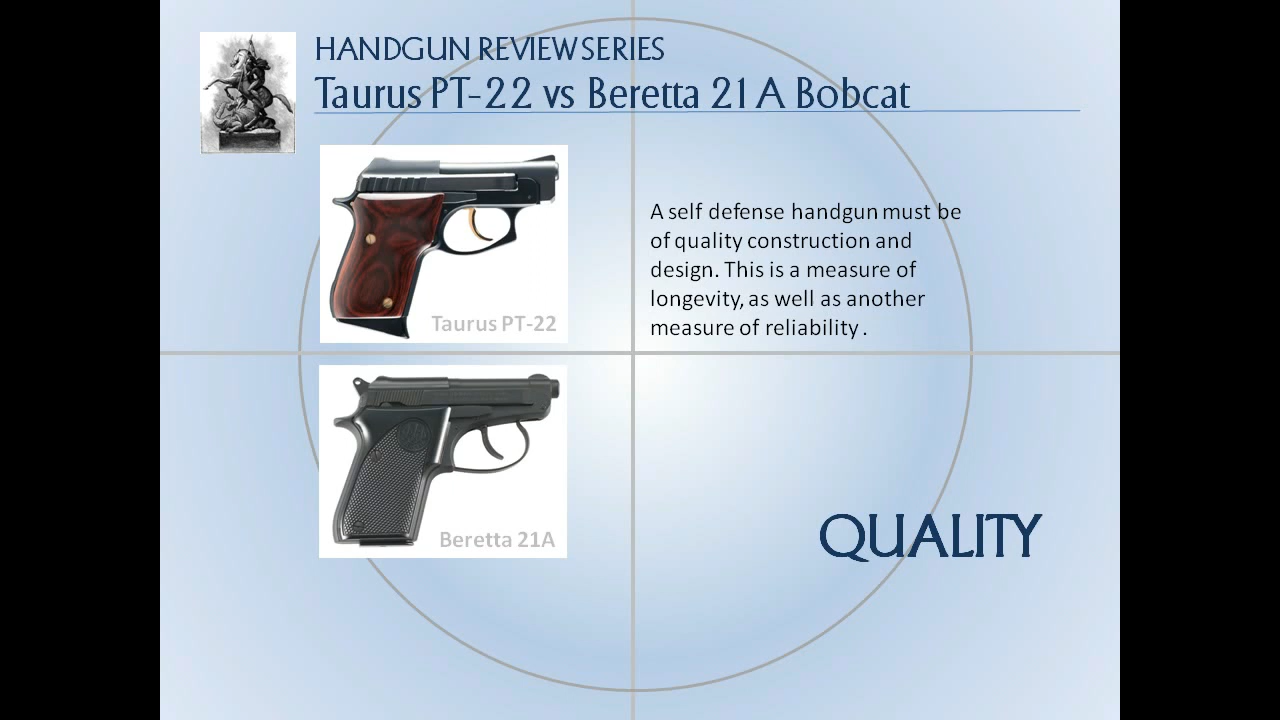 HANDGUN REVIEW SERIES
Taurus PT-22 vs Beretta 21A Bobcat
Taurus PT-22
A self defense handgun must be
of quality construction and
design. This is a measure of
longevity, as well as another
measure of reliability .
Beretta 21A
QUALITY